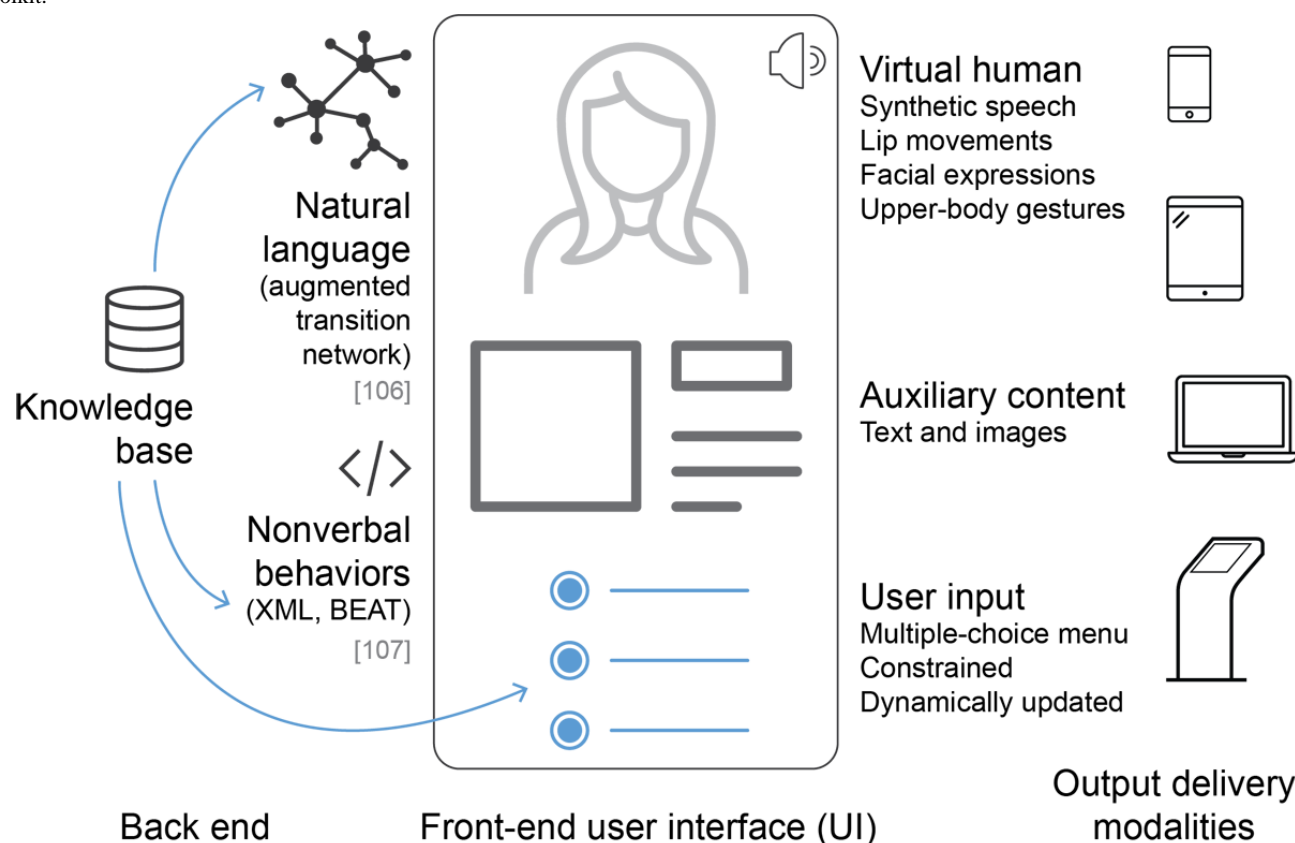 Natural
language
(augmented
transition
network)
[106]
Knowledge
base
</>
Nonverbal
behaviors
(XML, BEAT)
[107]
Virtual human
Synthetic speech
Lip movements
Facial expressions
Upper-body gestures
Auxiliary content
Text and images
User input
Multiple-choice menu
Constrained
Dynamically updated
Back end
Front-end user interface (UI)
Output delivery
modalities